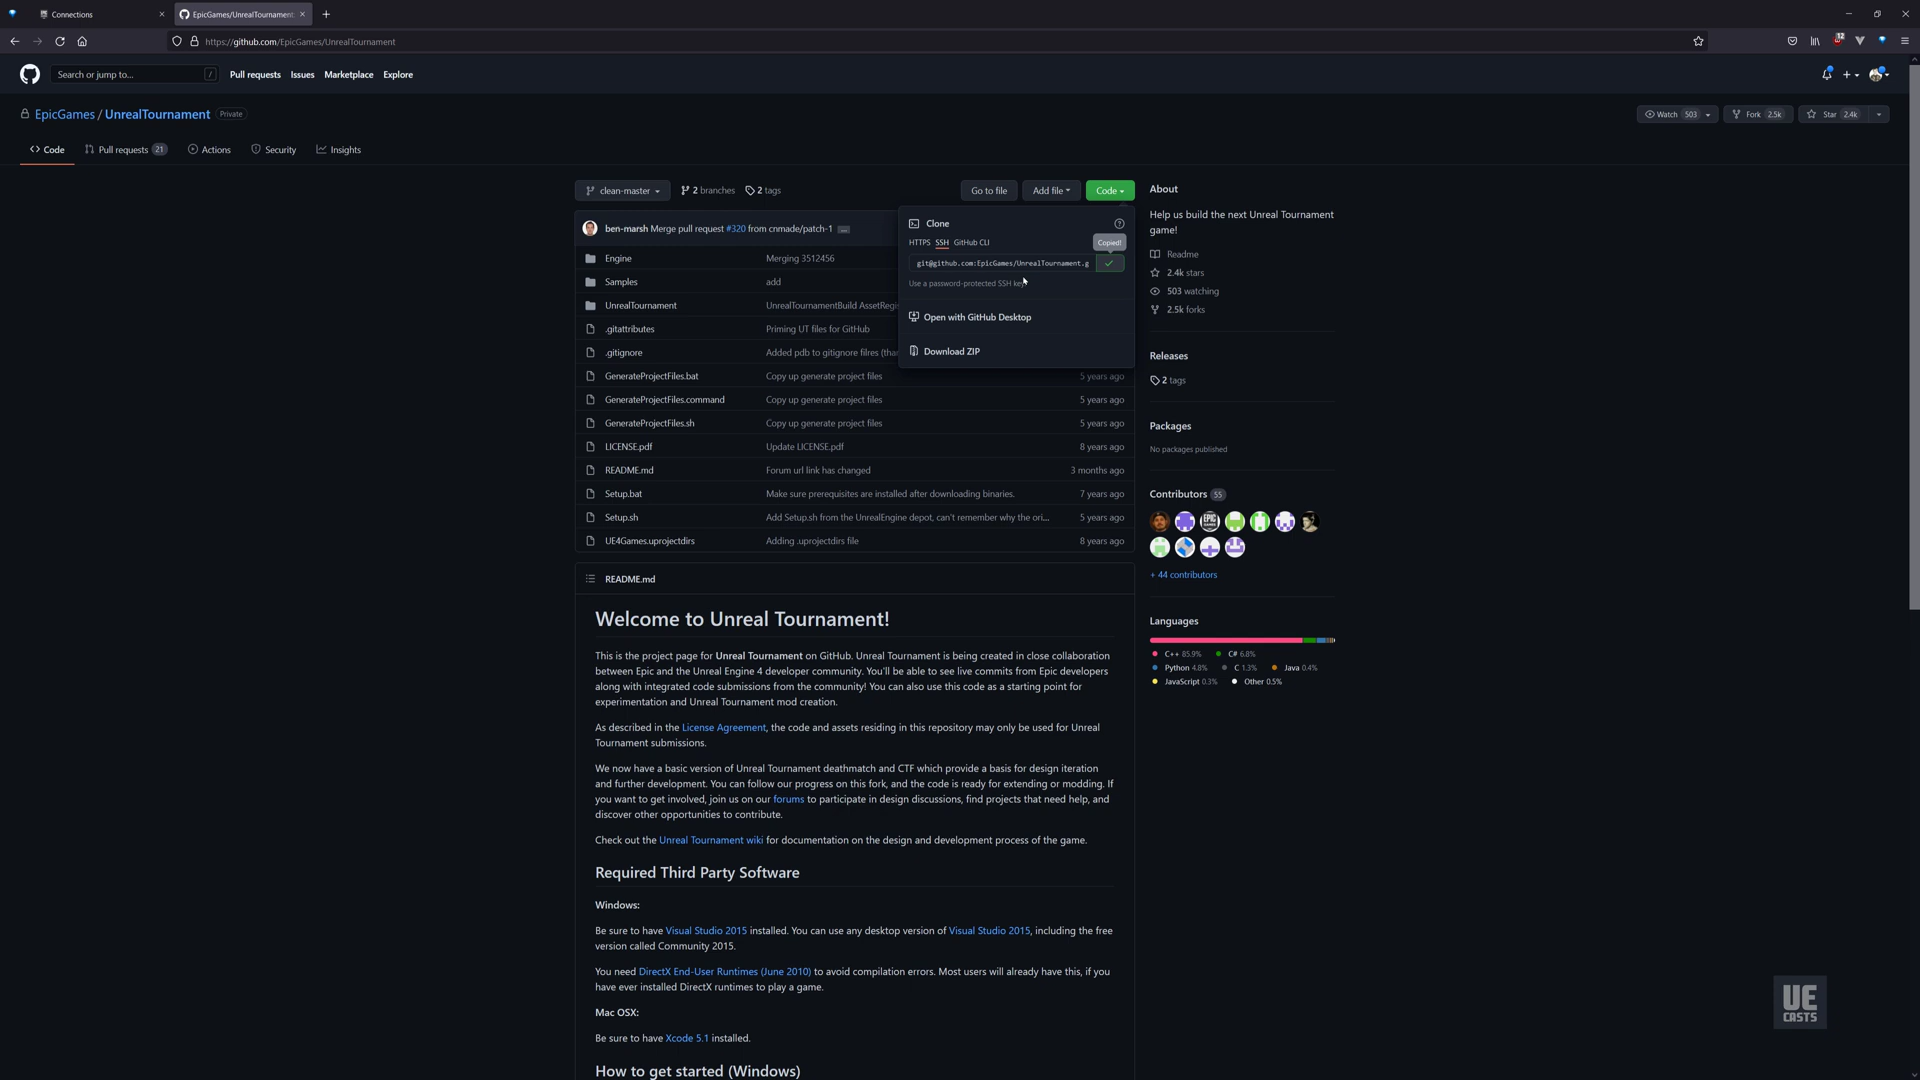 Connections
EpicGames/UnrealTournament
https://github.com/EpicGames/UnrealTournament
12
Search or jump to...
/
Pull requests
Issues
Marketplace
Explore
EpicGames / UnrealTournament
Private
Watch 503
Fork 2.5k
Star 2.4k
Code
Pull requests 21
Actions
Security
Insights
clean-master
2 branches
2 tags
Go to file
Add file
Code
ben-marsh Merge pull request #320 from cnmade/patch-1 ...
Clone
HTTPS SSH GitHub CLI
Copied!
git@github.com:EpicGames/UnrealTournament.g
Use a password-protected SSH key.
Open with GitHub Desktop
Download ZIP
Engine Merging 3512456
Samples add
UnrealTournament UnrealTournamentBuild AssetRegi
.gitattributes Priming UT files for GitHub
.gitignore Added pdb to gitignore filres (than
GenerateProjectFiles.bat Copy up generate project files 5 years ago
GenerateProjectFiles.command Copy up generate project files 5 years ago
GenerateProjectFiles.sh Copy up generate project files 5 years ago
LICENSE.pdf Update LICENSE.pdf 8 years ago
README.md Forum url link has changed 3 months ago
Setup.bat Make sure prerequisites are installed after downloading binaries. 7 years ago
Setup.sh Add Setup.sh from the UnrealEngine depot, can't remember why the ori... 5 years ago
UE4Games.uprojectdirs Adding .uprojectdirs file 8 years ago
README.md
Welcome to Unreal Tournament!
This is the project page for Unreal Tournament on GitHub. Unreal Tournament is being created in close collaboration
between Epic and the Unreal Engine 4 developer community. You'll be able to see live commits from Epic developers
along with integrated code submissions from the community! You can also use this code as a starting point for
experimentation and Unreal Tournament mod creation.
As described in the License Agreement, the code and assets residing in this repository may only be used for Unreal
Tournament submissions.
We now have a basic version of Unreal Tournament deathmatch and CTF which provide a basis for design iteration
and further development. You can follow our progress on this fork, and the code is ready for extending or modding. If
you want to get involved, join us on our forums to participate in design discussions, find projects that need help, and
discover other opportunities to contribute.
Check out the Unreal Tournament wiki for documentation on the design and development process of the game.
Required Third Party Software
Windows:
Be sure to have Visual Studio 2015 installed. You can use any desktop version of Visual Studio 2015, including the free
version called Community 2015.
You need DirectX End-User Runtimes (June 2010) to avoid compilation errors. Most users will already have this, if you
have ever installed DirectX runtimes to play a game.
Mac OSX:
Be sure to have Xcode 5.1 installed.
How to get started (Windows)
About
Help us build the next Unreal Tournament
game!
Readme
2.4k stars
503 watching
2.5k forks
Releases
2 tags
Packages
No packages published
Contributors 55
EPIC GAMES
+ 44 contributors
Languages
C++ 85.9% C# 6.8%
Python 4.8% C 1.3% Java 0.4%
JavaScript 0.3% Other 0.5%
UE
CASTS